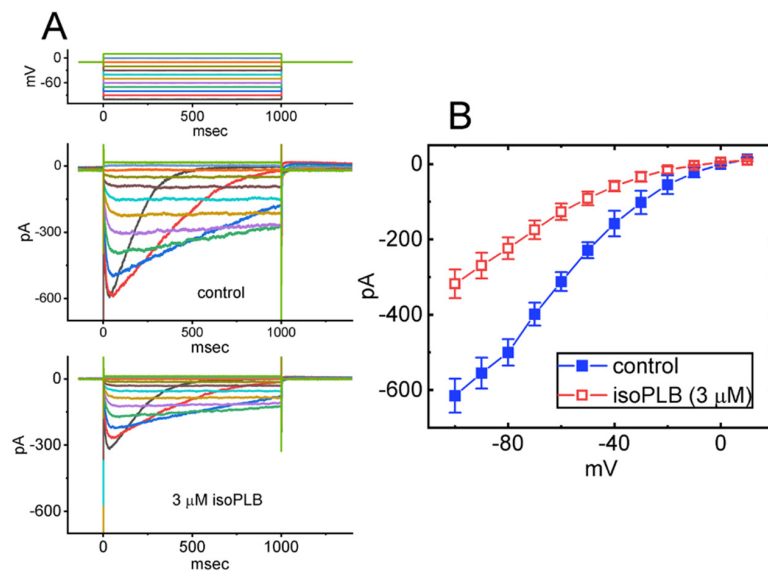 A
mV
0
-60
0 500 1000
msec
pA
0
-300
-600
control
0 500 1000
msec
pA
0
-300
-600
3 μM isoPLB
0 500 1000
msec
B
pA
0
-200
-400
-600
control
isoPLB (3 μM)
-80 -40 0
mV